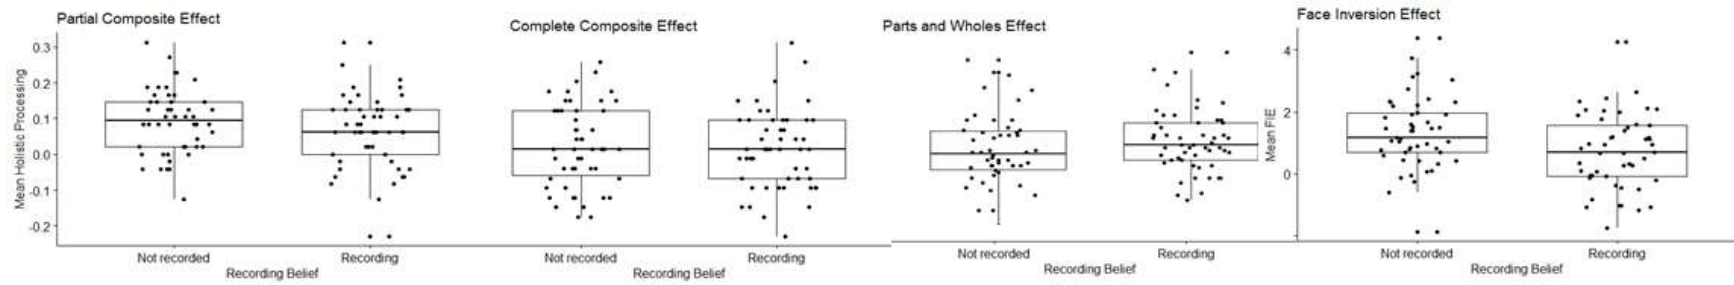 Partial Composite Effect
Mean Holistic Processing
0.3
0.2
0.1
0.0
-0.1
-0.2
Not recorded
Recording
Recording Belief
Complete Composite Effect
Not recorded
Recording
Recording Belief
Parts and Wholes Effect
Not recorded
Recording
Recording Belief
Face Inversion Effect
Mean FIE
4
2
0
Not recorded
Recording
Recording Belief